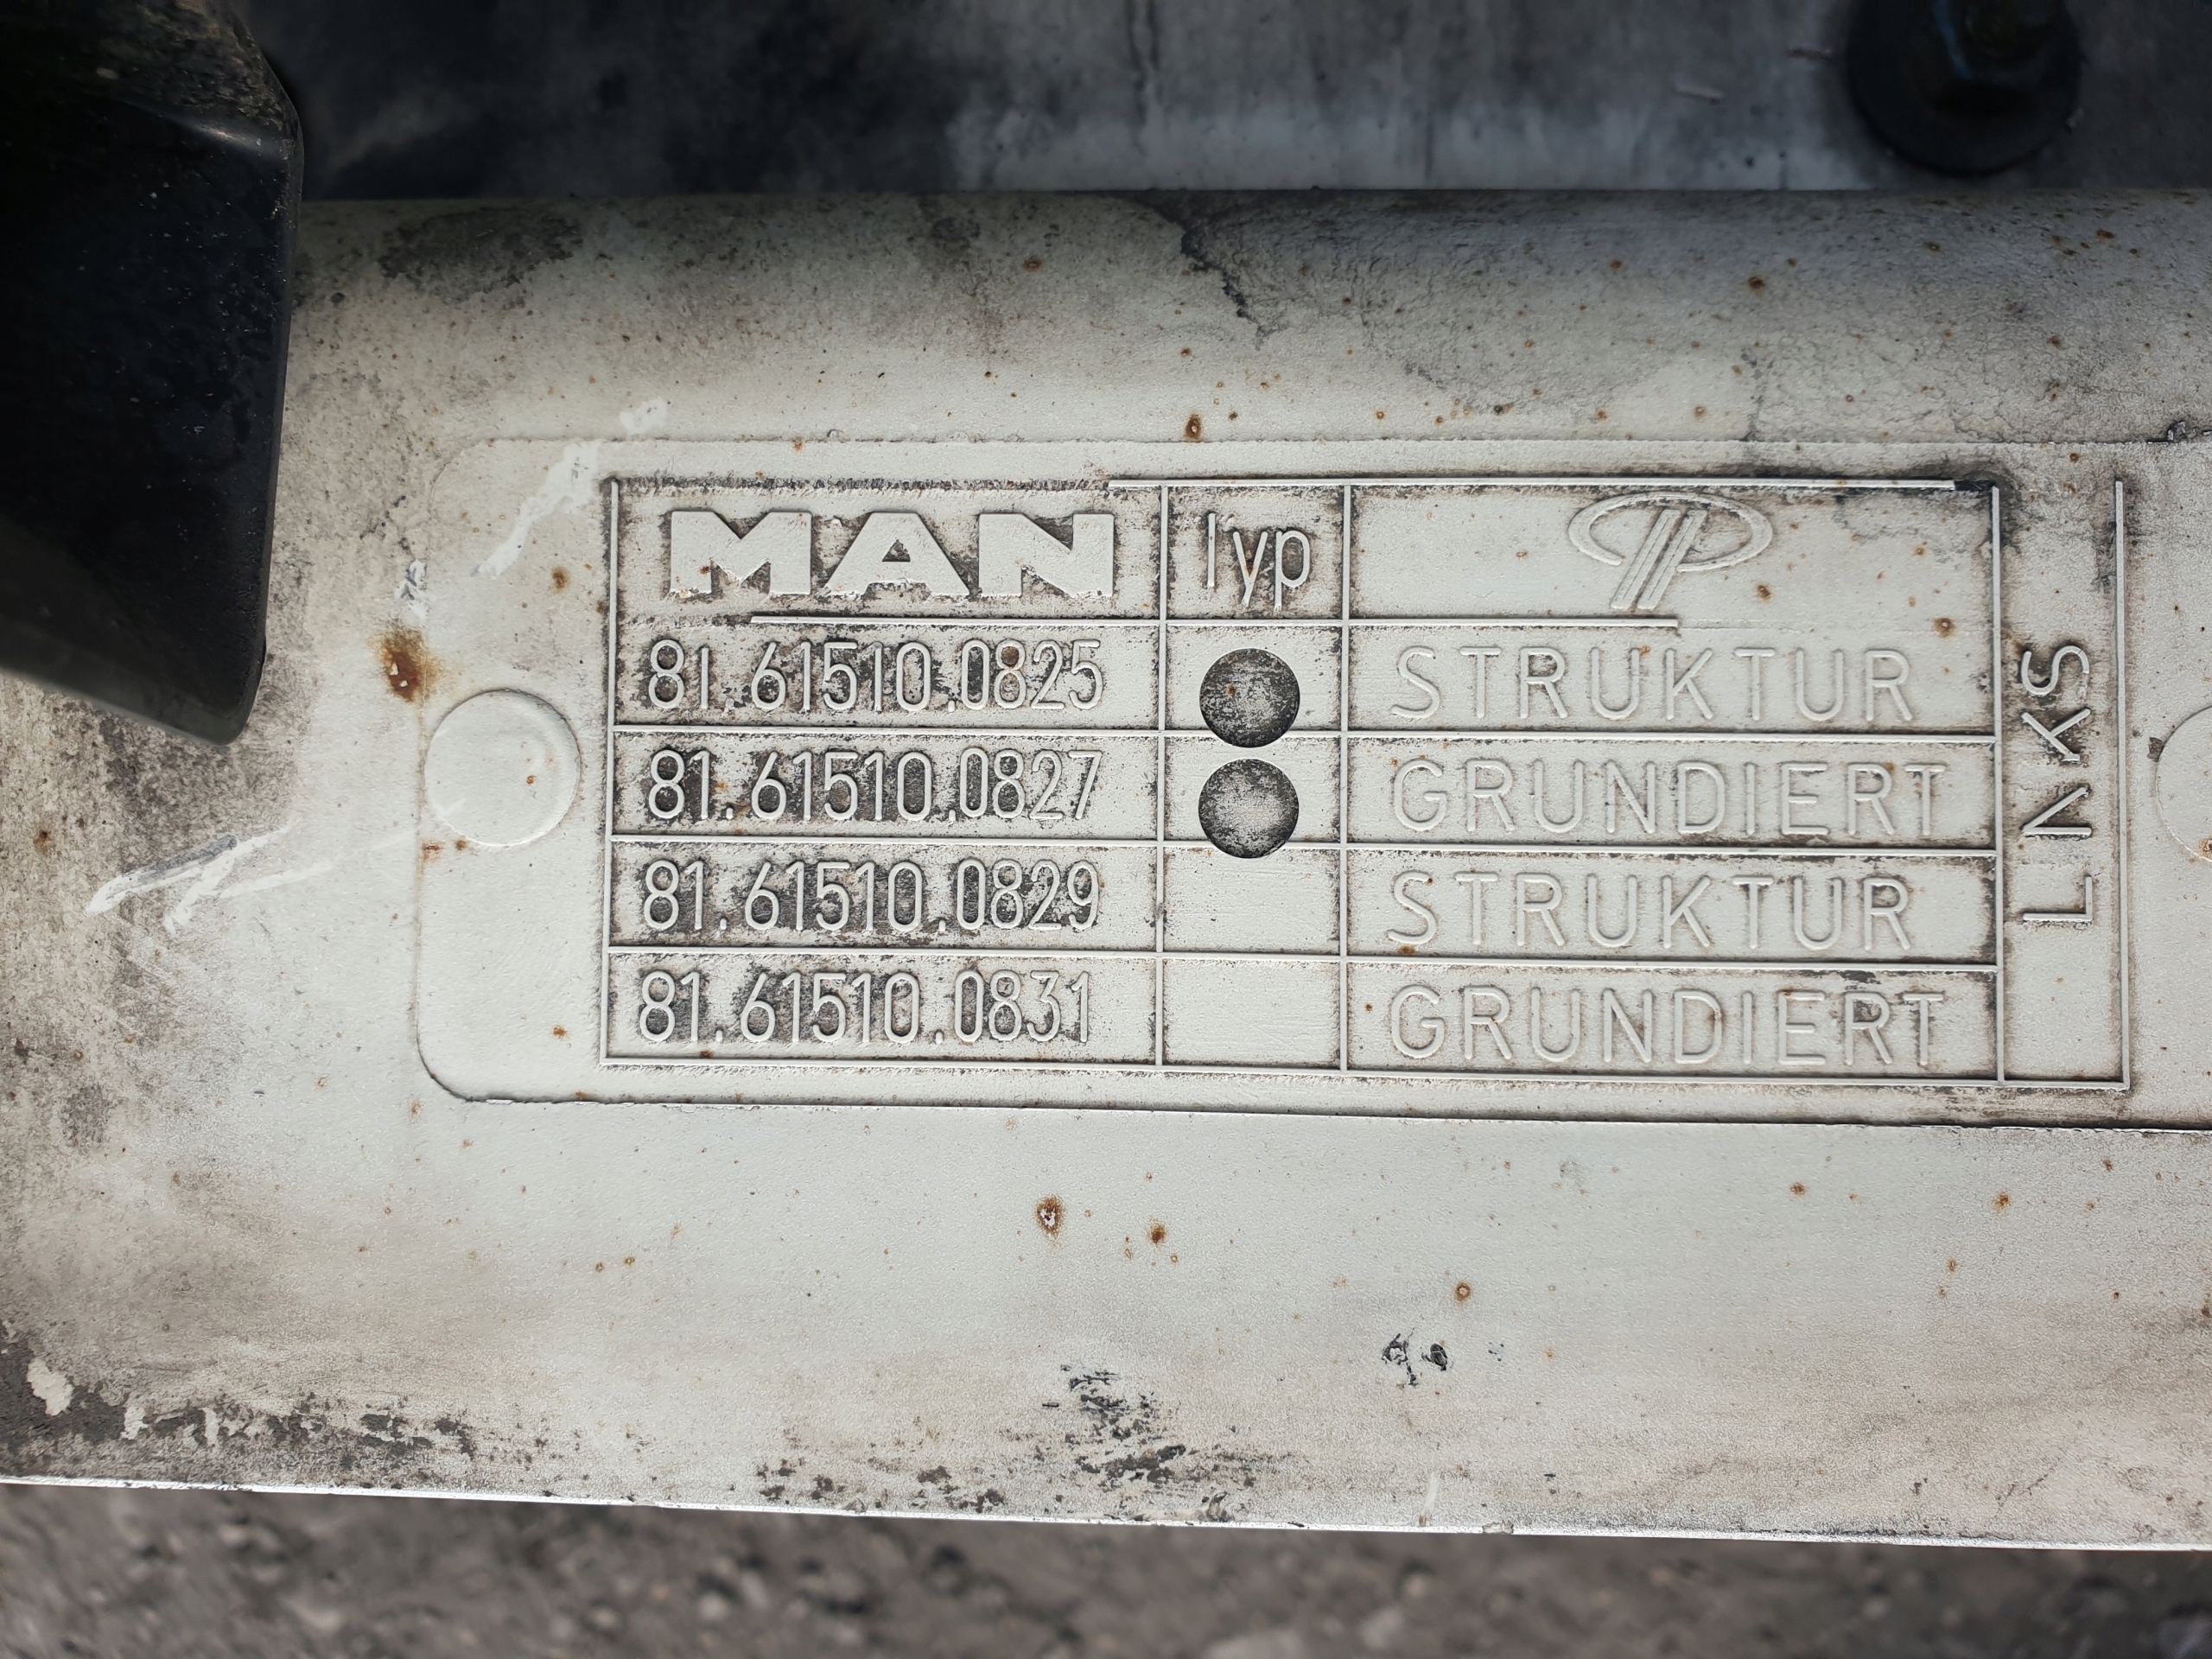 MAN Typ
81.61510.0825 STRUKTUR
81.61510.0827 GRUNDIERT
81.61510.0829 STRUKTUR
81.61510.0831 GRUNDIERT
LINKS